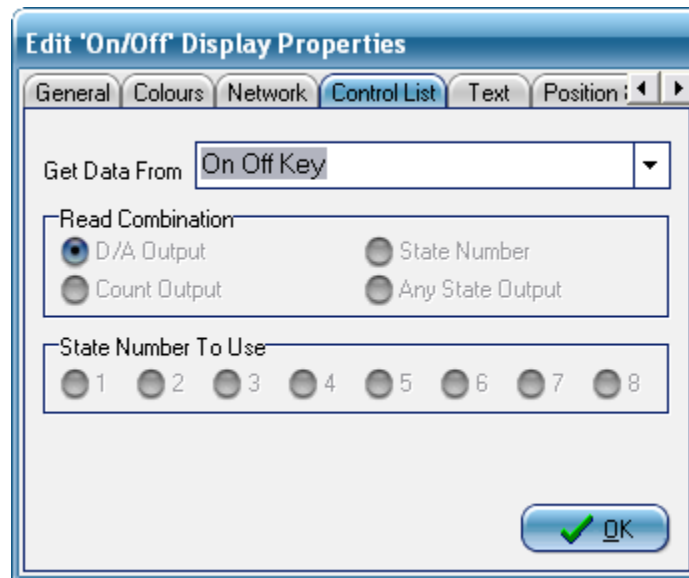 Edit 'On/Off' Display Properties
General Colours Network Control List Text Position
Get Data From On Off Key
Read Combination
D/A Output State Number
Count Output Any State Output
State Number To Use
1 2 3 4 5 6 7 8
OK